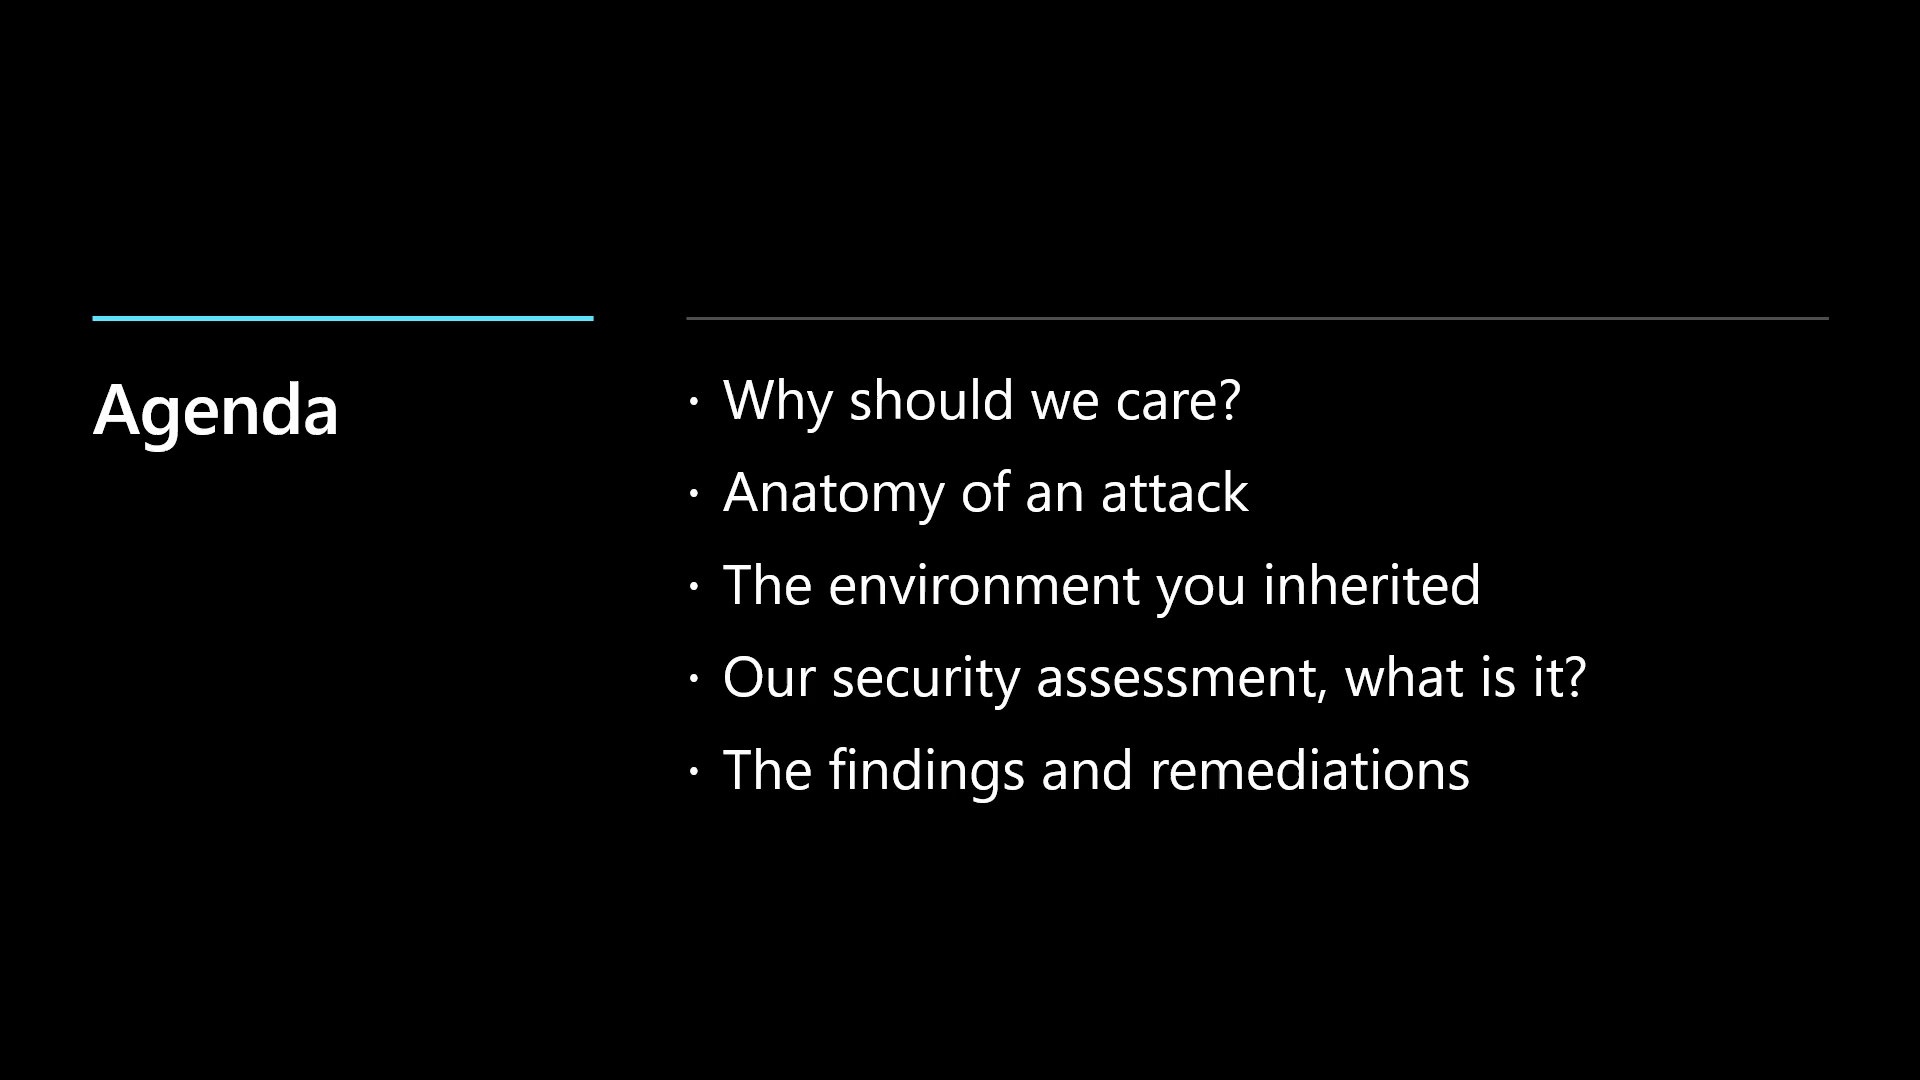 Agenda
· Why should we care?
· Anatomy of an attack
· The environment you inherited
· Our security assessment, what is it?
· The findings and remediations